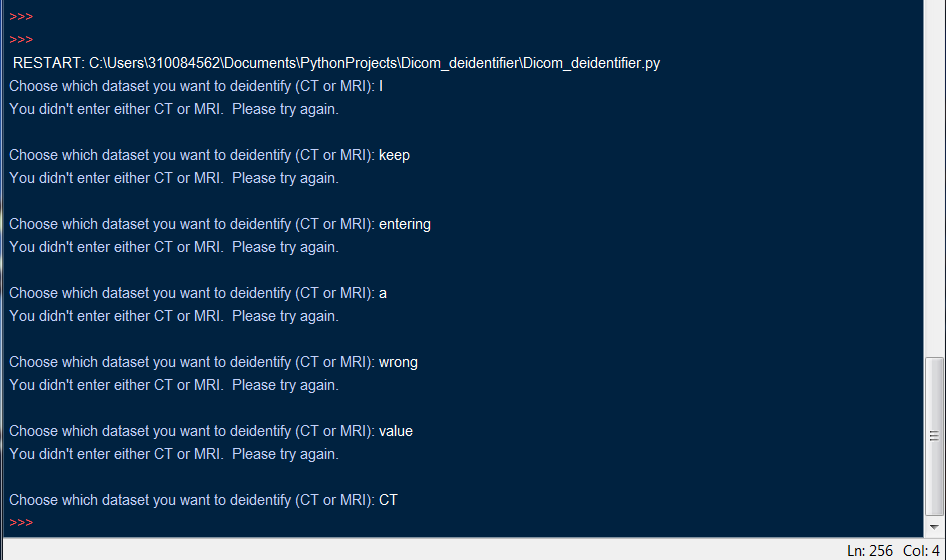 >>>
>>>
RESTART: C:\Users\310084562\Documents\PythonProjects\Dicom_deidentifier\Dicom_deidentifier.py
Choose which dataset you want to deidentify (CT or MRI): I
You didn't enter either CT or MRI.  Please try again.
Choose which dataset you want to deidentify (CT or MRI): keep
You didn't enter either CT or MRI.  Please try again.
Choose which dataset you want to deidentify (CT or MRI): entering
You didn't enter either CT or MRI.  Please try again.
Choose which dataset you want to deidentify (CT or MRI): a
You didn't enter either CT or MRI.  Please try again.
Choose which dataset you want to deidentify (CT or MRI): wrong
You didn't enter either CT or MRI.  Please try again.
Choose which dataset you want to deidentify (CT or MRI): value
You didn't enter either CT or MRI.  Please try again.
Choose which dataset you want to deidentify (CT or MRI): CT
>>>
Ln: 256 Col: 4